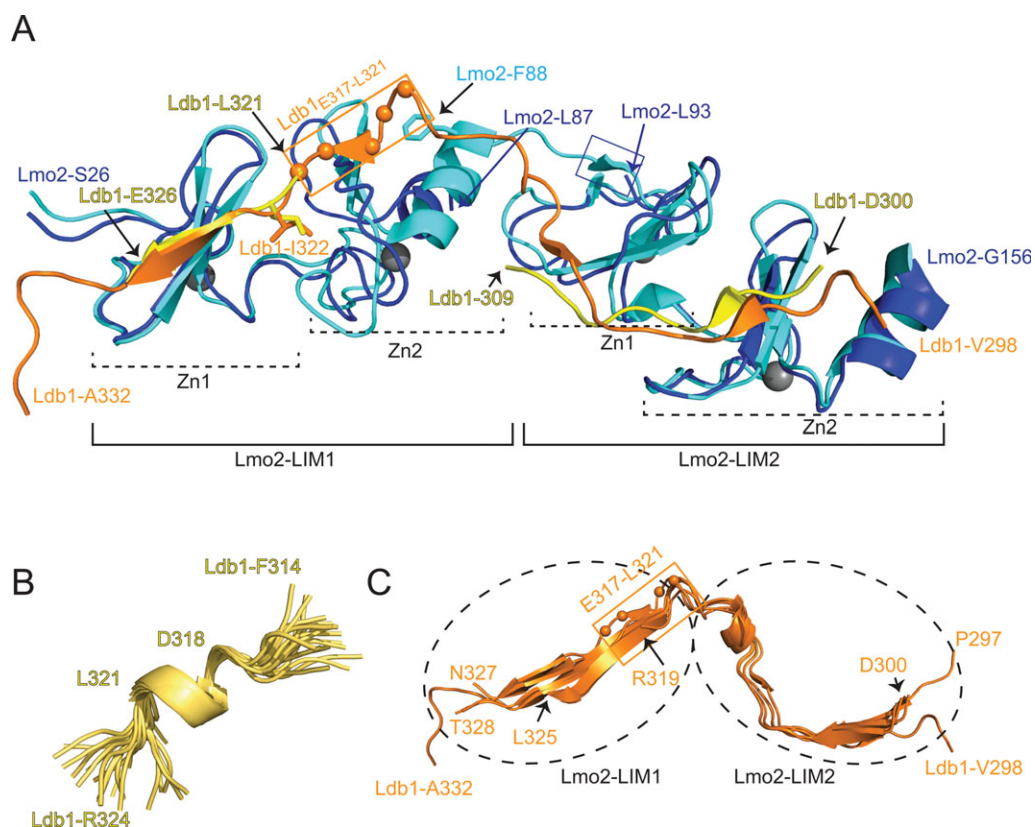 A
Ldb1E317-L321
Lmo2-F88
Ldb1-L321
Lmo2-L87
Lmo2-L93
Lmo2-S26
Ldb1-E326
Ldb1-D300
Ldb1-I322
Lmo2-G156
Ldb1-309
Ldb1-V298
Zn2
Zn1
Zn1
Ldb1-A332
Zn2
Lmo2-LIM1
Lmo2-LIM2
B
Ldb1-F314
D318
L321
Ldb1-R324
C
E317-L321
P297
D300
N327
R319
T328
L325
Ldb1-V298
Ldb1-A332
Lmo2-LIM1
Lmo2-LIM2